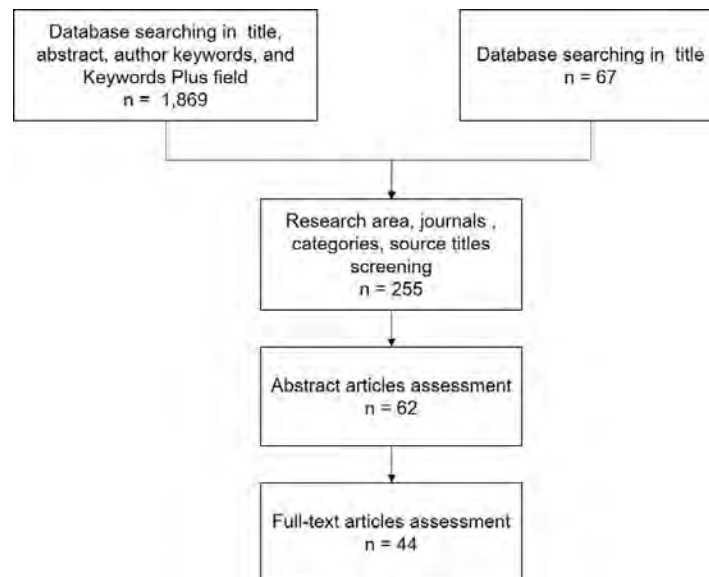 Database searching in title,
abstract, author keywords, and
Keywords Plus field
n = 1,869
Database searching in title
n = 67
Research area, journals ,
categories, source titles
screening
n = 255
Abstract articles assessment
n = 62
Full-text articles assessment
n = 44